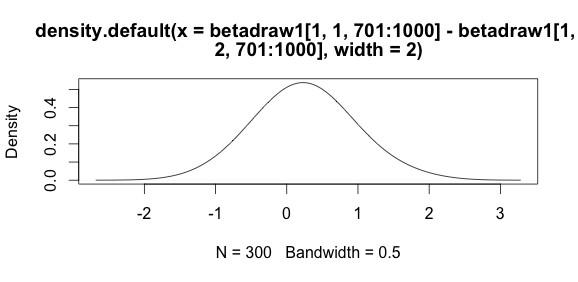 density.default(x = betadraw1[1, 1, 701:1000] - betadraw1[1,
2, 701:1000], width = 2)
Density
0.0 0.2 0.4
-2 -1 0 1 2 3
N = 300 Bandwidth = 0.5